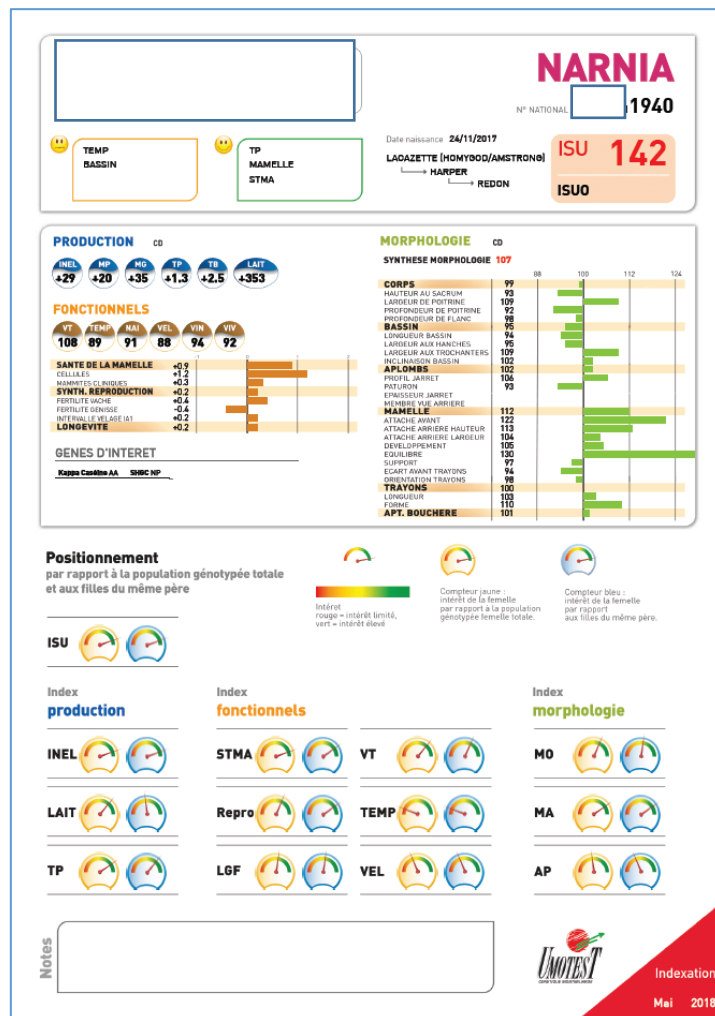 NARNIA
N° NATIONAL 1940
TEMP
BASSIN
TP
MAMELLE
STMA
Date naissance 24/11/2017
LACAZETTE (HOMYGOD/AMSTRONG)
HARPER
REDON
ISU 142
ISUO
PRODUCTION CD
INEL MP MG TP TB LAIT
+29 +20 +35 +1.3 +2.5 +353
FONCTIONNELS
VT TEMP NAI VEL VIN VIV
108 89 91 88 94 92
SANTE DE LA MAMELLE +0.9
CELLULES +1.2
MAMMITES CLINIQUES +0.3
SYNTH. REPRODUCTION +0.2
FERTILITE VACHE +0.4
FERTILITE GENISSE -0.4
INTERVALLE VELAGE IA1 +0.2
LONGEVITE +0.2
GENES D'INTERET
Kappa Caséine AA SHGC NP
MORPHOLOGIE CD
SYNTHESE MORPHOLOGIE 107
88 100 112 124
CORPS 99
HAUTEUR AU SACRUM 93
LARGEUR DE POITRINE 109
PROFONDEUR DE POITRINE 92
PROFONDEUR DE FLANC 98
BASSIN 95
LONGUEUR BASSIN 94
LARGEUR AUX HANCHES 95
LARGEUR AUX TROCHANTERS 109
INCLINAISON BASSIN 102
APLOMBS 102
PROFIL JARRET 106
PATURON 93
EPAISSEUR JARRET
MEMBRE VUE ARRIERE
MAMELLE 112
ATTACHE AVANT 122
ATTACHE ARRIERE HAUTEUR 113
ATTACHE ARRIERE LARGEUR 104
DEVELOPPEMENT 105
EQUILIBRE 130
SUPPORT 97
ECART AVANT TRAYONS 94
ORIENTATION TRAYONS 98
TRAYONS 100
LONGUEUR 103
FORME 110
APT. BOUCHERE 101
Positionnement
par rapport à la population génotypée totale
et aux filles du même père
Intéret
rouge = intérêt limité,
vert = intérêt élevé
Compteur jaune :
intérêt de la femelle
par rapport à la population
génotypée femelle totale.
Compteur bleu :
intérêt de la femelle
par rapport
aux filles du même père.
ISU
Index
production
INEL
LAIT
TP
Index
fonctionnels
STMA VT
Repro TEMP
LGF VEL
Index
morphologie
MO
MA
AP
Notes
UMOTEST
Indexation
Mai 2018